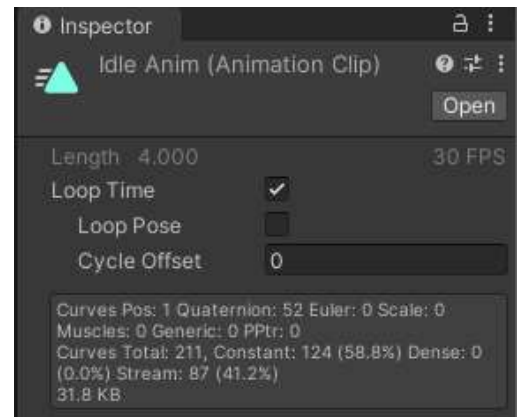 Inspector
Idle Anim (Animation Clip)
Open
Length 4.000 30 FPS
Loop Time
Loop Pose
Cycle Offset 0
Curves Pos: 1 Quaternion: 52 Euler: 0 Scale: 0
Muscles: 0 Generic: 0 PPtr: 0
Curves Total: 211, Constant: 124 (58.8%) Dense: 0
(0.0%) Stream: 87 (41.2%)
31.8 KB